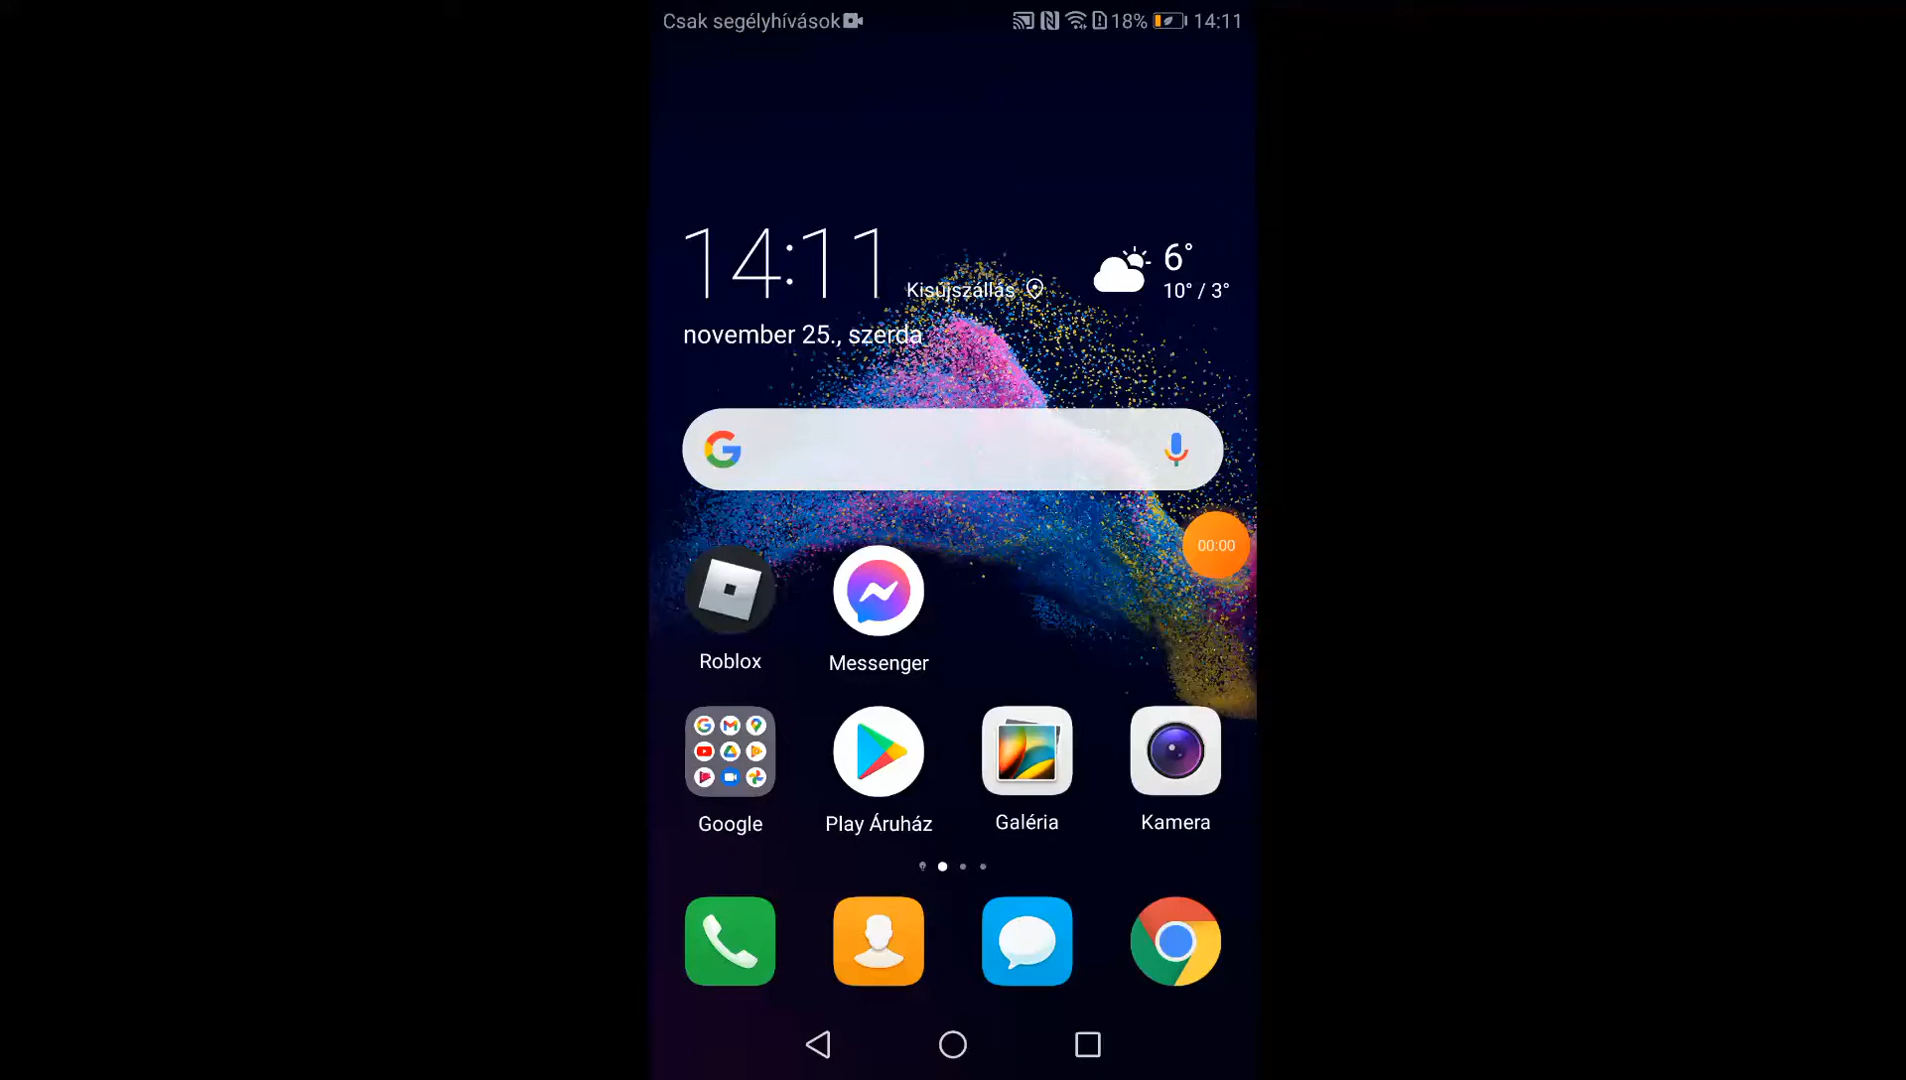 Csak segélyhívások 18% 14:11
14:11
Kisújszállás
6°
10° / 3°
november 25., szerda
00:00
Roblox Messenger
Google Play Áruház Galéria Kamera